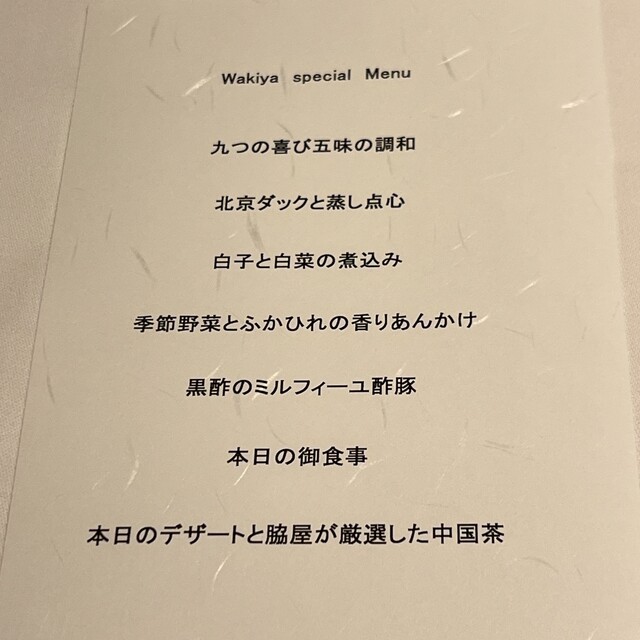 Wakiya special Menu
九つの喜び五味の調和
北京ダックと蒸し点心
白子と白菜の煮込み
季節野菜とふかひれの香りあんかけ
黒酢のミルフィーユ酢豚
本日の御食事
本日のデザートと脇屋が厳選した中国茶